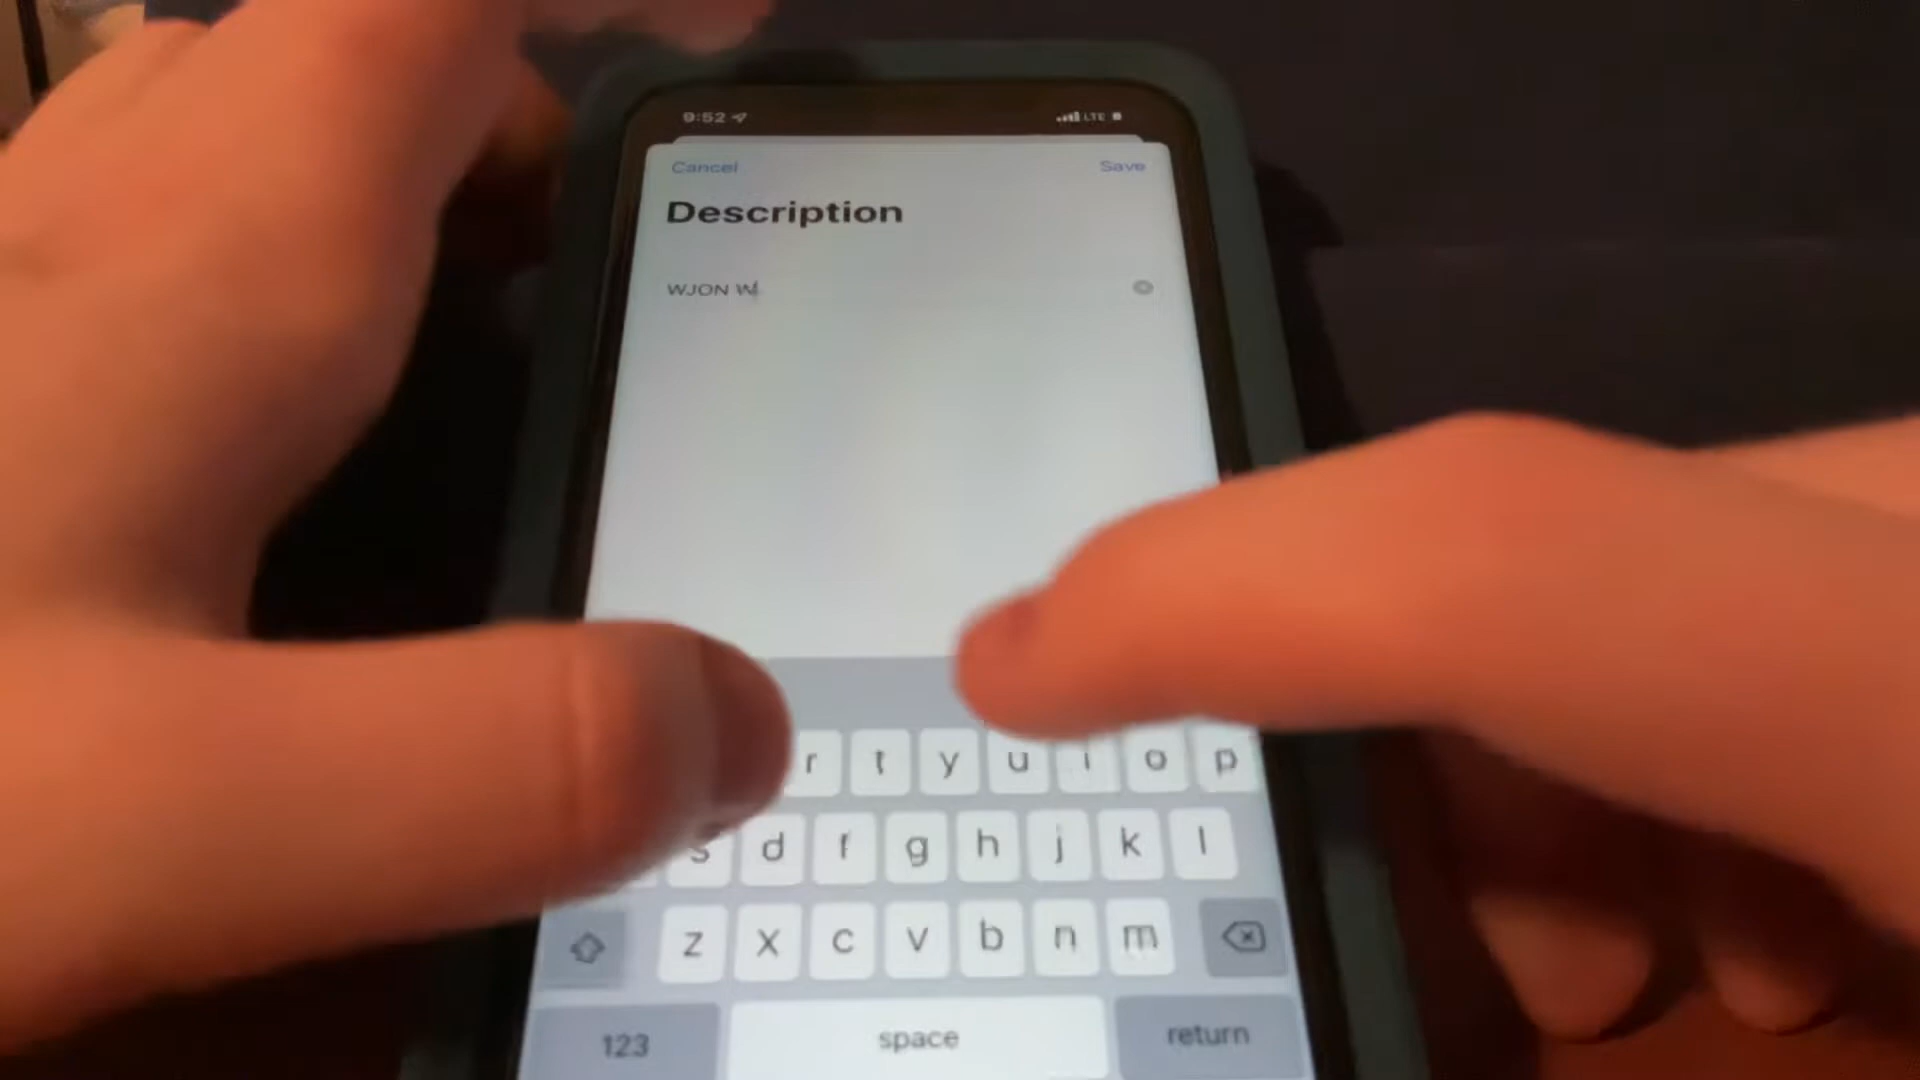 9:52 LTE
Cancel Save
Description
WJON W
r t y u i o p
s d f g h j k l
z x c v b n m
123 space return